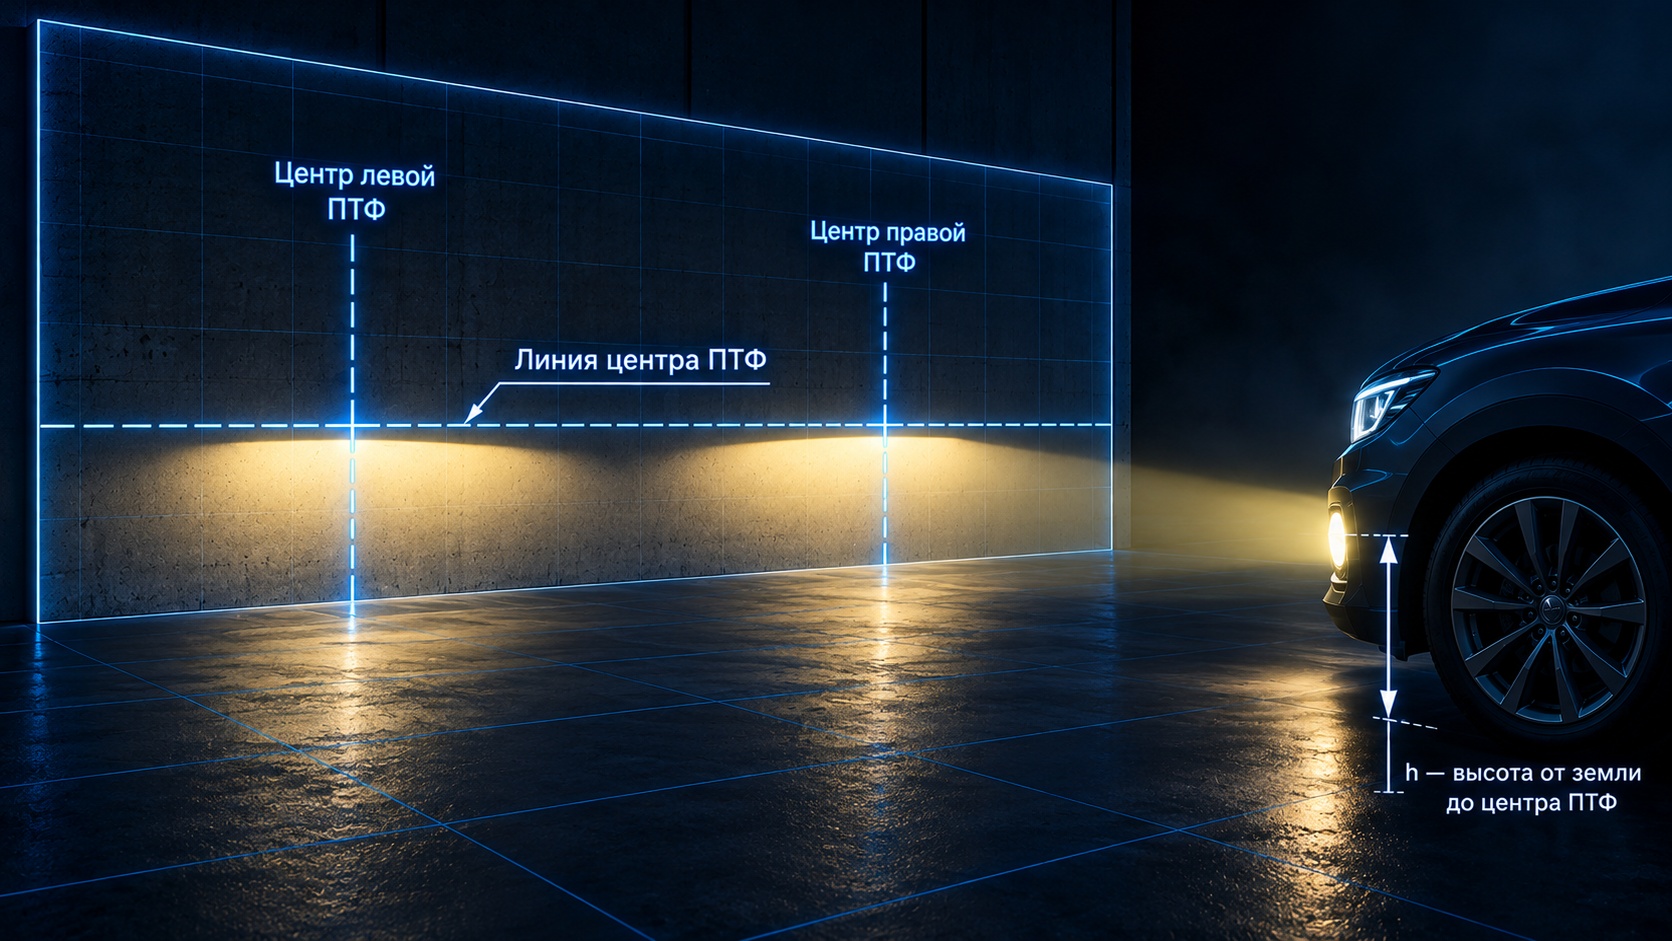 Центр левой
ПТФ
Центр правой
ПТФ
Линия центра ПТФ
h — высота от земли
до центра ПТФ